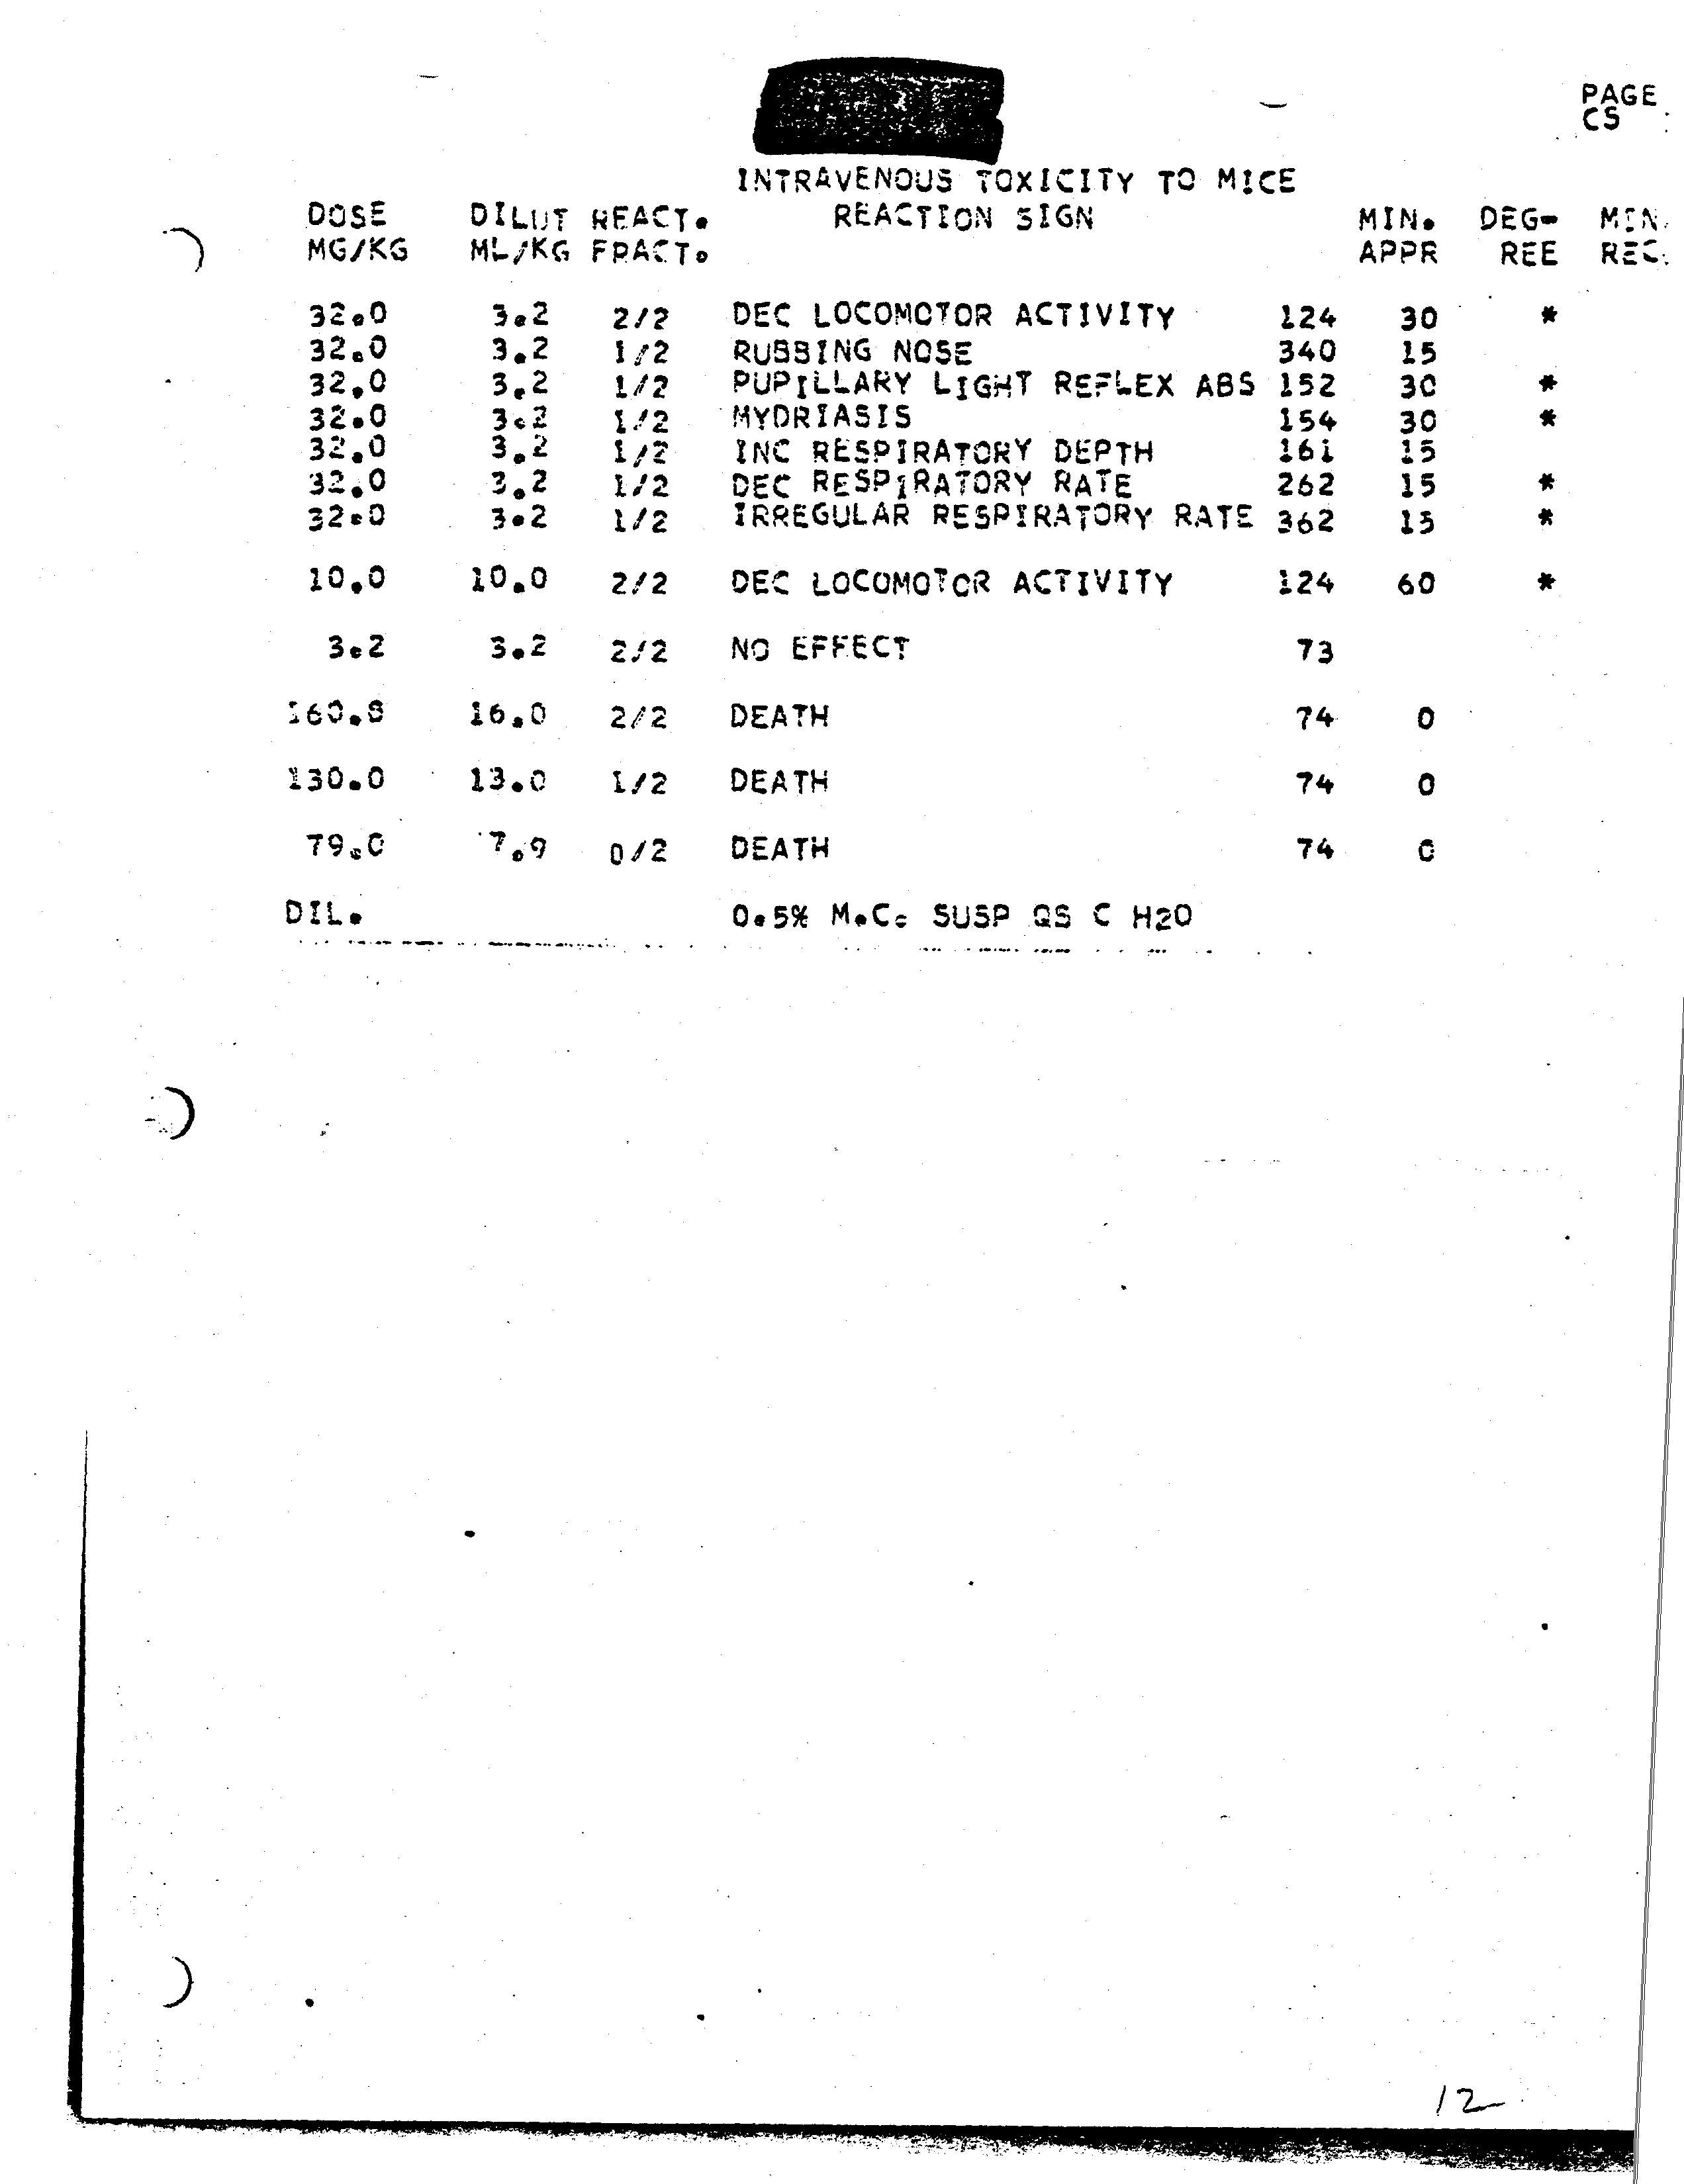 PAGE
CS
INTRAVENOUS TOXICITY TO MICE
DOSE DILUT REACT. REACTION SIGN MIN. DEG- MIN.
MG/KG ML/KG FRACT. APPR REE REC.
32.0 3.2 2/2 DEC LOCOMOTOR ACTIVITY 124 30 *
32.0 3.2 1/2 RUBBING NOSE 340 15
32.0 3.2 1/2 PUPILLARY LIGHT REFLEX ABS 152 30 *
32.0 3.2 1/2 MYDRIASIS 154 30 *
32.0 3.2 1/2 INC RESPIRATORY DEPTH 161 15
32.0 3.2 1/2 DEC RESPIRATORY RATE 262 15 *
32.0 3.2 1/2 IRREGULAR RESPIRATORY RATE 362 15 *
10.0 10.0 2/2 DEC LOCOMOTOR ACTIVITY 124 60 *
3.2 3.2 2/2 NO EFFECT 73
16.0 2/2 DEATH 74 0
130.0 13.0 1/2 DEATH 74 0
79.0 7.9 0/2 DEATH 74 0
DIL. 0.5% M.C. SUSP QS C H2O
12